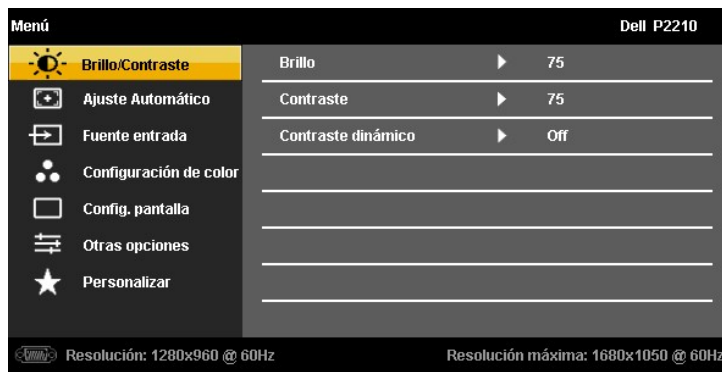 Menú Dell P2210
Brillo/Contraste Brillo 75
Ajuste Automático Contraste 75
Fuente entrada Contraste dinámico Off
Configuración de color
Config. pantalla
Otras opciones
Personalizar
Resolución: 1280x960 @ 60Hz Resolución máxima: 1680x1050 @ 60Hz